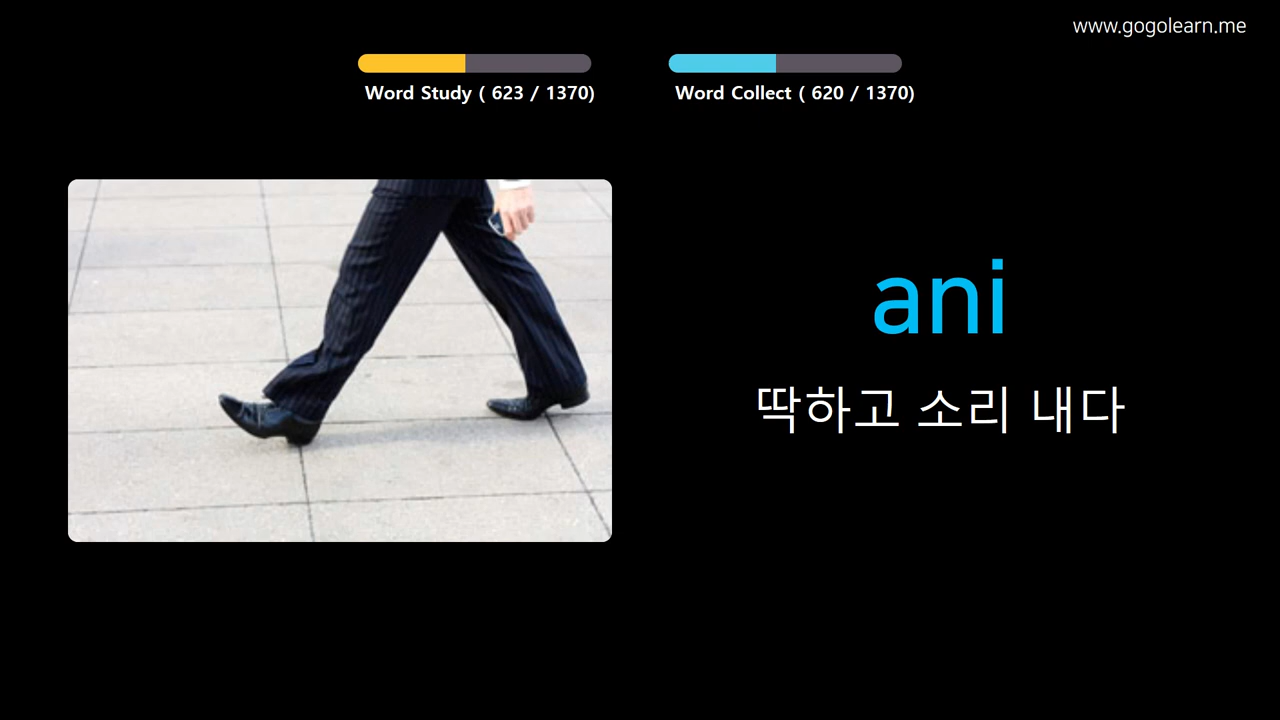 www.gogolearn.me
Word Study ( 623 / 1370)
Word Collect ( 620 / 1370)
ani
딱하고 소리 내다